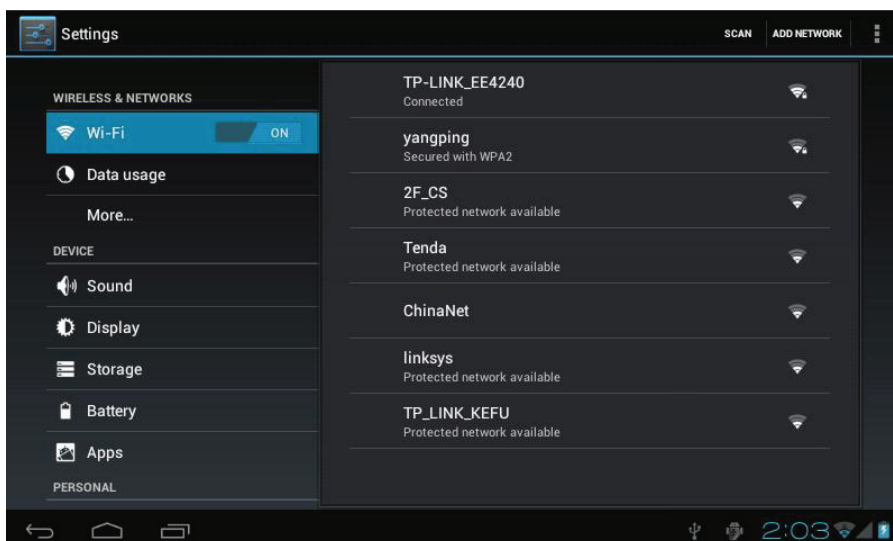 Settings
SCAN
ADD NETWORK
WIRELESS & NETWORKS
Wi-Fi
ON
Data usage
More...
DEVICE
Sound
Display
Storage
Battery
Apps
PERSONAL
TP-LINK_EE4240
Connected
yangping
Secured with WPA2
2F_CS
Protected network available
Tenda
Protected network available
ChinaNet
linksys
Protected network available
TP_LINK_KEFU
Protected network available
2:03